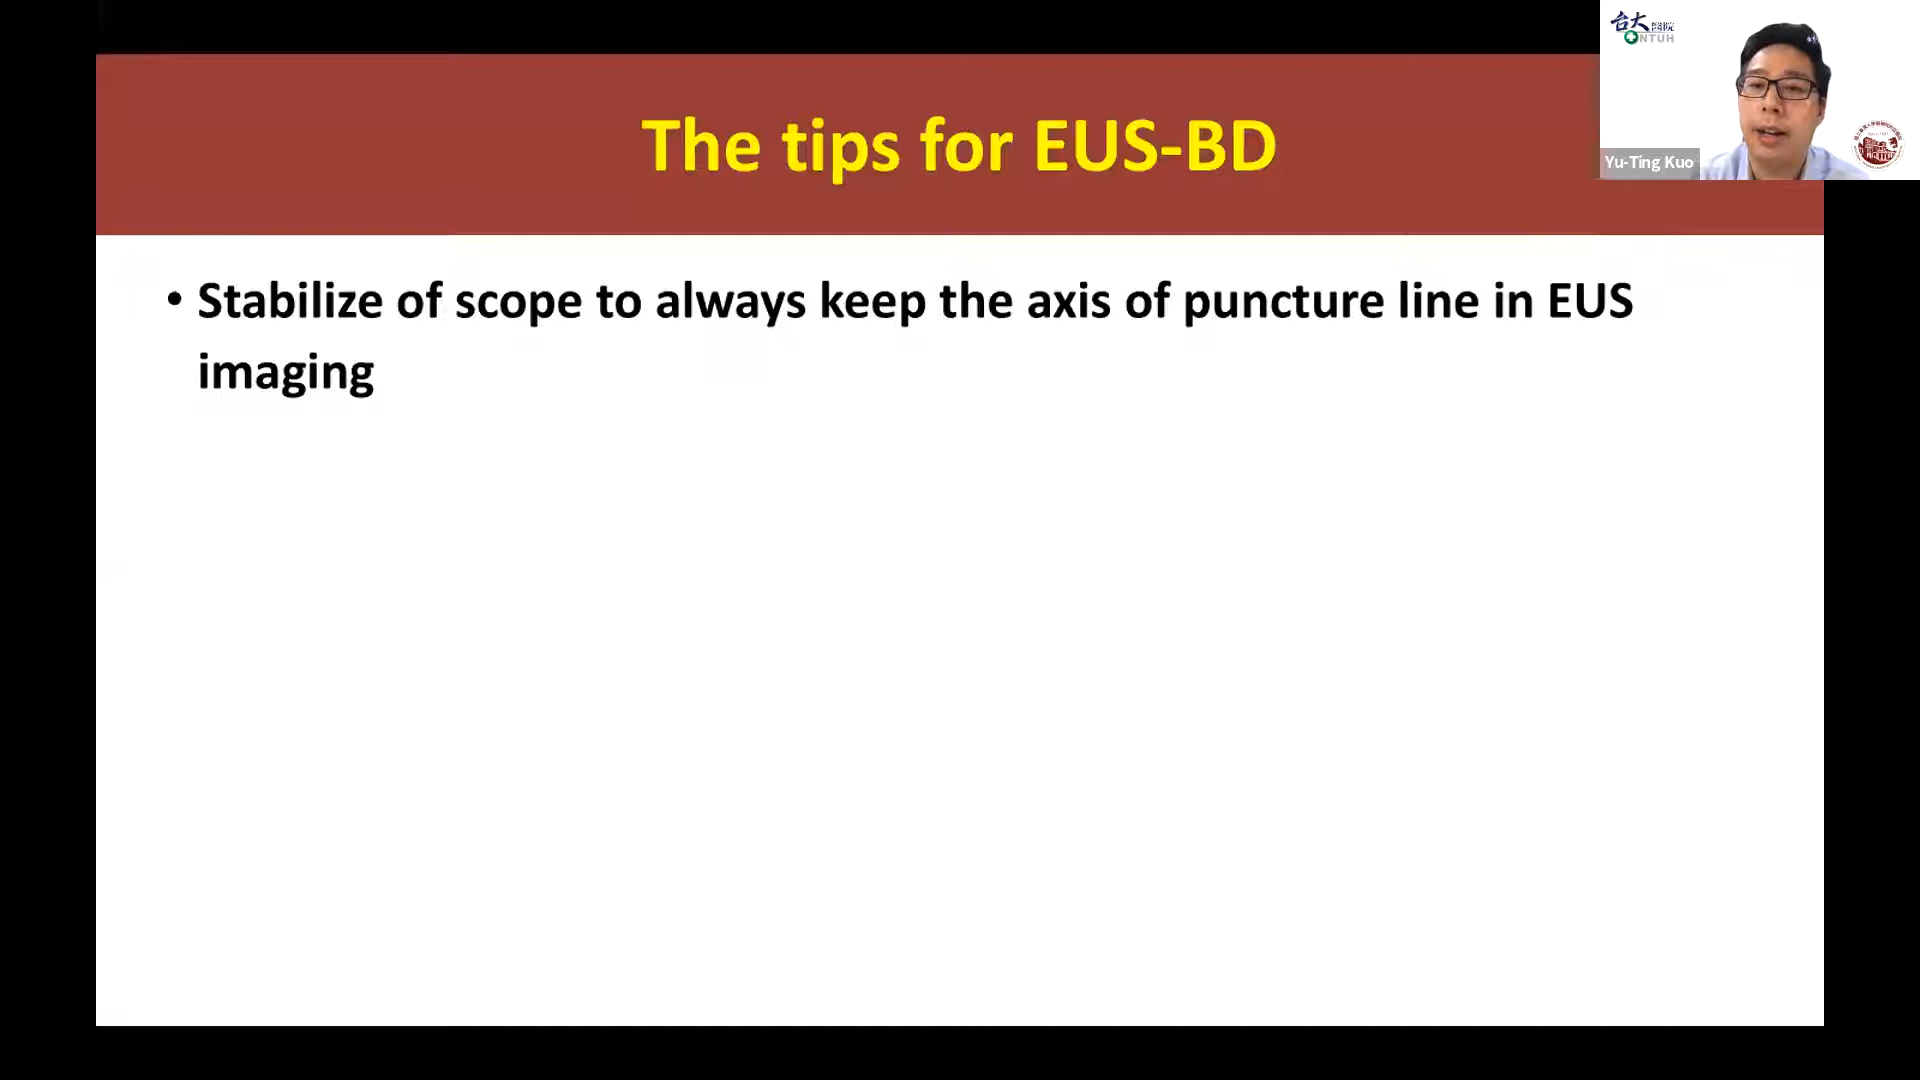 The tips for EUS-BD
• Stabilize of scope to always keep the axis of puncture line in EUS
imaging
台大醫院
NTUH
Yu-Ting Kuo